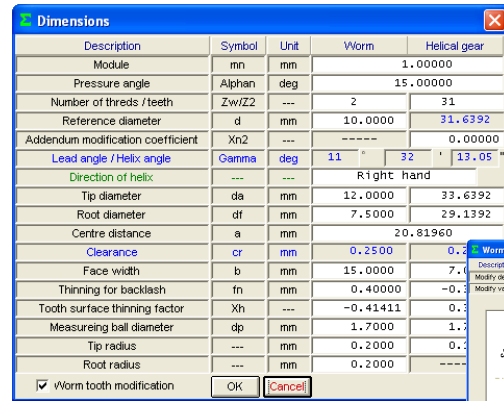 Σ Dimensions
Description Symbol Unit Worm Helical gear
Module mn mm 1.00000
Pressure angle Alphan deg 15.00000
Number of threds / teeth Zw/Z2 --- 2 31
Reference diameter d mm 10.0000 31.6392
Addendum modification coefficient Xn2 ----- 0.00000
Lead angle / Helix angle Gamma deg 11 ° 32 ' 13.05 "
Direction of helix --- --- Right hand
Tip diameter da mm 12.0000 33.6392
Root diameter df mm 7.5000 29.1392
Centre distance a mm 20.81960
Clearance cr mm 0.2500
Face width b mm 15.0000
Thinning for backlash fn mm 0.40000
Tooth surface thinning factor Xh --- -0.41411
Measureing ball diameter dp mm 1.7000
Tip radius --- mm 0.2000
Root radius --- mm 0.2000
Worm tooth modification OK Cancel
Σ Worm
Modify
Modify